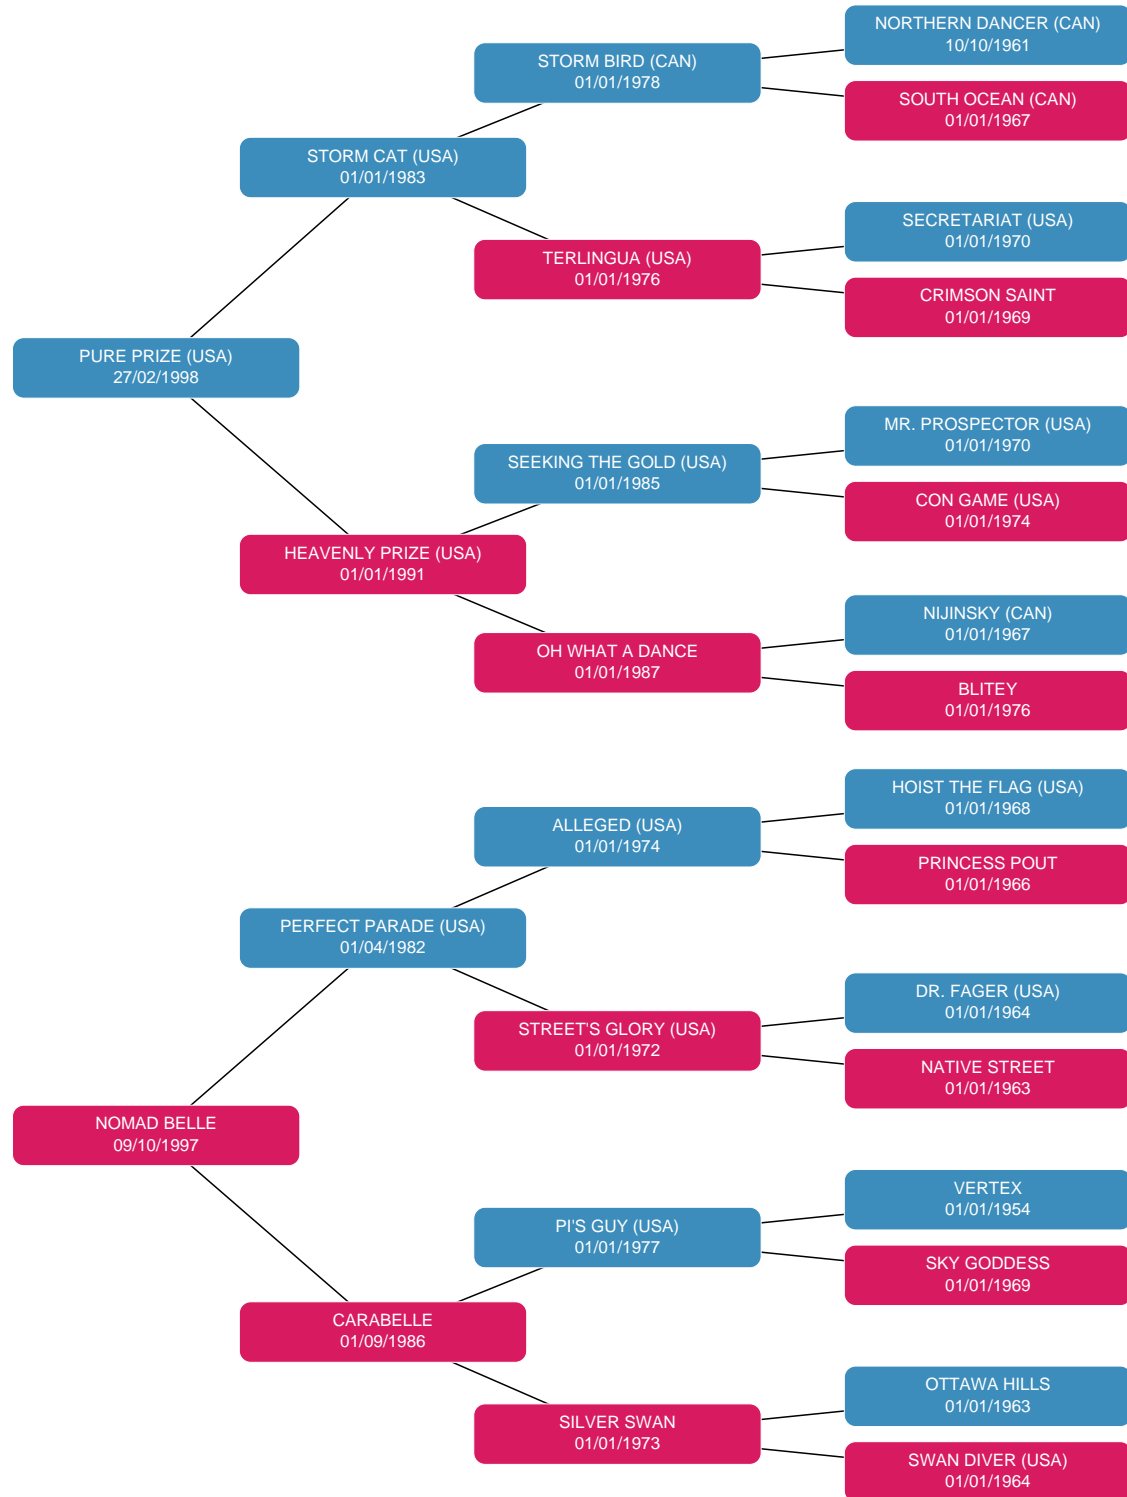 NORTHERN DANCER (CAN)
10/10/1961
STORM BIRD (CAN)
01/01/1978
SOUTH OCEAN (CAN)
01/01/1967
STORM CAT (USA)
01/01/1983
SECRETARIAT (USA)
01/01/1970
TERLINGUA (USA)
01/01/1976
CRIMSON SAINT
01/01/1969
PURE PRIZE (USA)
27/02/1998
MR. PROSPECTOR (USA)
01/01/1970
SEEKING THE GOLD (USA)
01/01/1985
CON GAME (USA)
01/01/1974
HEAVENLY PRIZE (USA)
01/01/1991
NIJINSKY (CAN)
01/01/1967
OH WHAT A DANCE
01/01/1987
BLITEY
01/01/1976
HOIST THE FLAG (USA)
01/01/1968
ALLEGED (USA)
01/01/1974
PRINCESS POUT
01/01/1966
PERFECT PARADE (USA)
01/04/1982
DR. FAGER (USA)
01/01/1964
STREET'S GLORY (USA)
01/01/1972
NATIVE STREET
01/01/1963
NOMAD BELLE
09/10/1997
VERTEX
01/01/1954
PI'S GUY (USA)
01/01/1977
SKY GODDESS
01/01/1969
CARABELLE
01/09/1986
OTTAWA HILLS
01/01/1963
SILVER SWAN
01/01/1973
SWAN DIVER (USA)
01/01/1964